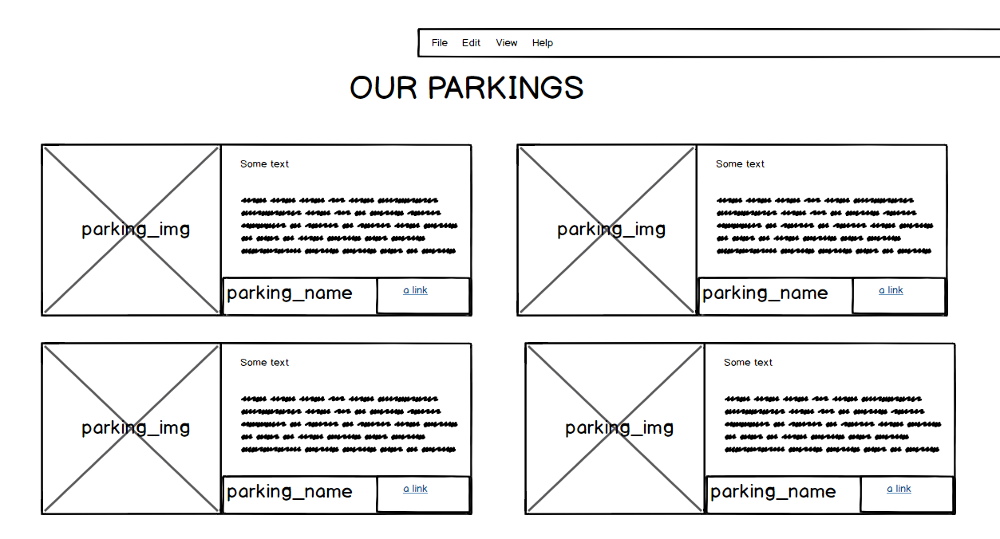 File Edit View Help
OUR PARKINGS
Some text
parking_img
parking_name
a link
Some text
parking_img
parking_name
a link
Some text
parking_img
parking_name
a link
Some text
parking_img
parking_name
a link